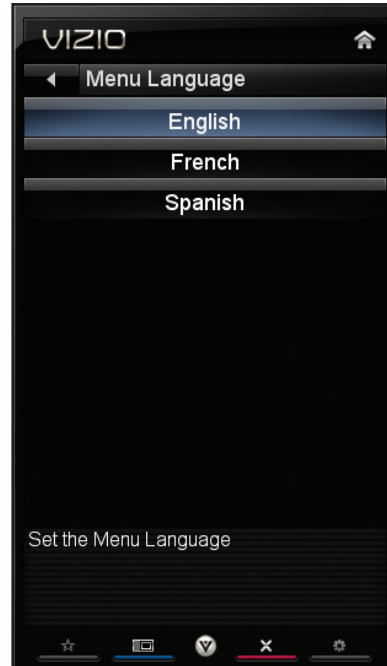 VIZIO
Menu Language
English
French
Spanish
Set the Menu Language